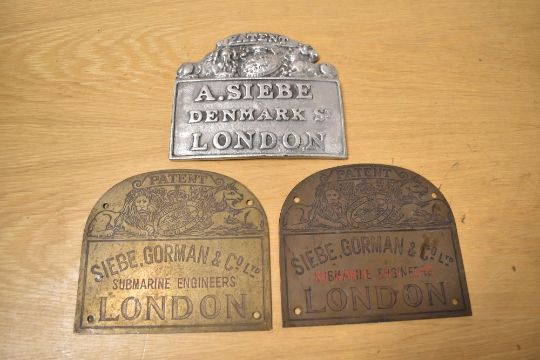 PATENT
A. SIEBE
DENMARK ST
LONDON
PATENT
SIEBE. GORMAN & CO. LTD
SUBMARINE ENGINEERS
LONDON
PATENT
SIEBE. GORMAN & CO. LTD
SUBMARINE ENGINEERS
LONDON